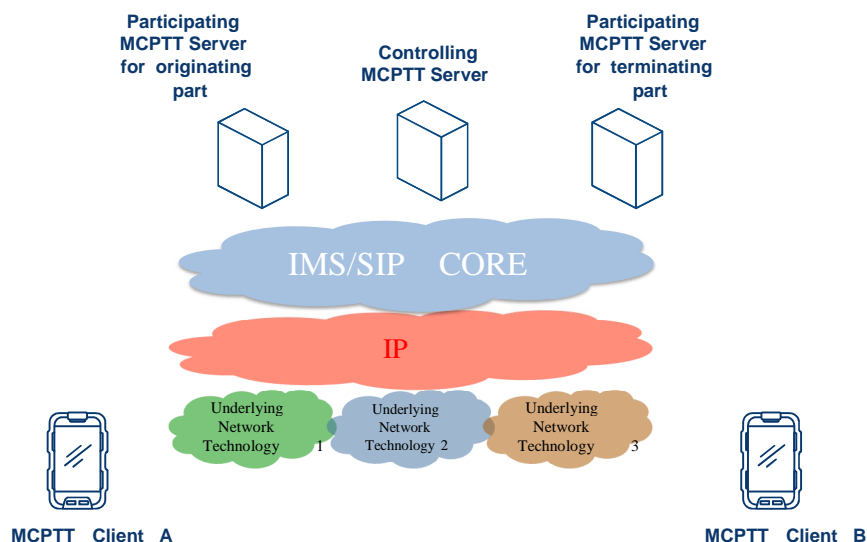 Participating
MCPTT Server
for originating
part
Controlling
MCPTT Server
Participating
MCPTT Server
for terminating
part
IMS/SIP CORE
IP
Underlying
Network
Technology 1
Underlying
Network
Technology 2
Underlying
Network
Technology 3
MCPTT Client A
MCPTT Client B